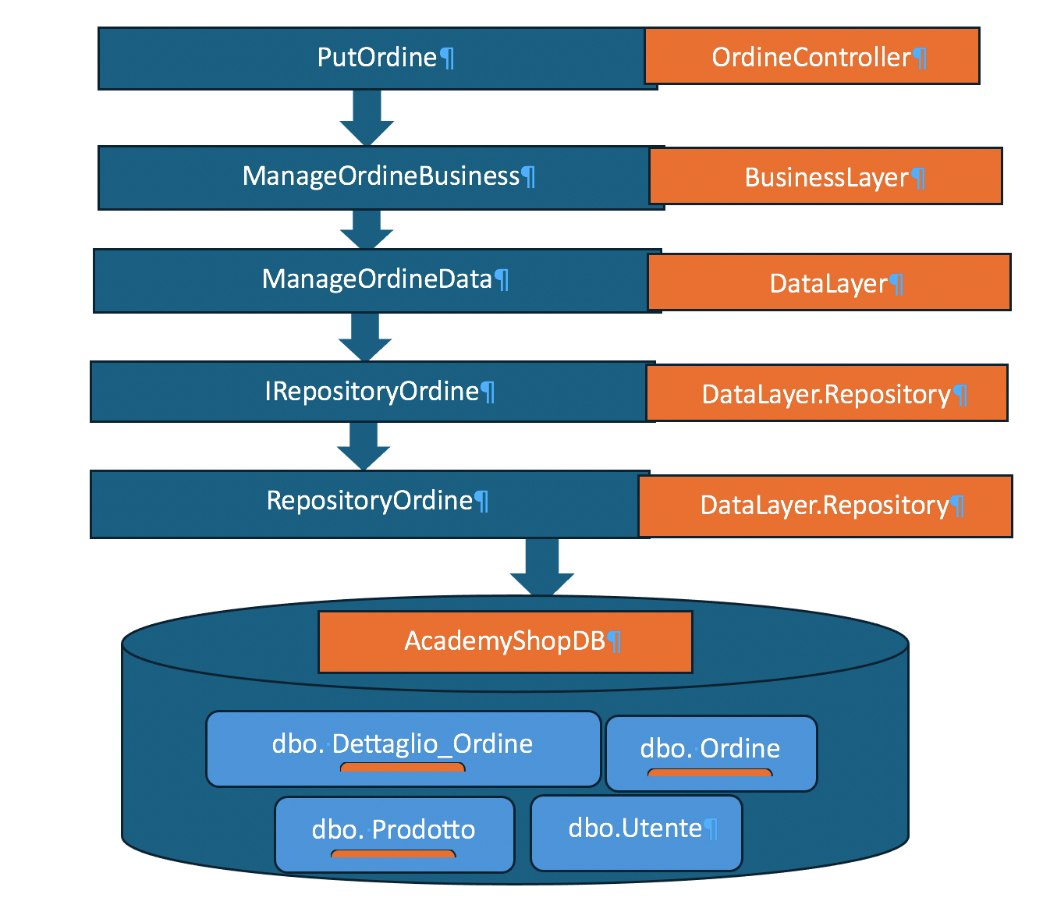 PutOrdine¶
OrdineController¶
ManageOrdineBusiness¶
BusinessLayer¶
ManageOrdineData¶
DataLayer¶
IRepositoryOrdine¶
DataLayer.Repository¶
RepositoryOrdine¶
DataLayer.Repository¶
AcademyShopDB¶
dbo.·Dettaglio_Ordine
dbo.·Ordine
dbo.·Prodotto
dbo.Utente¶